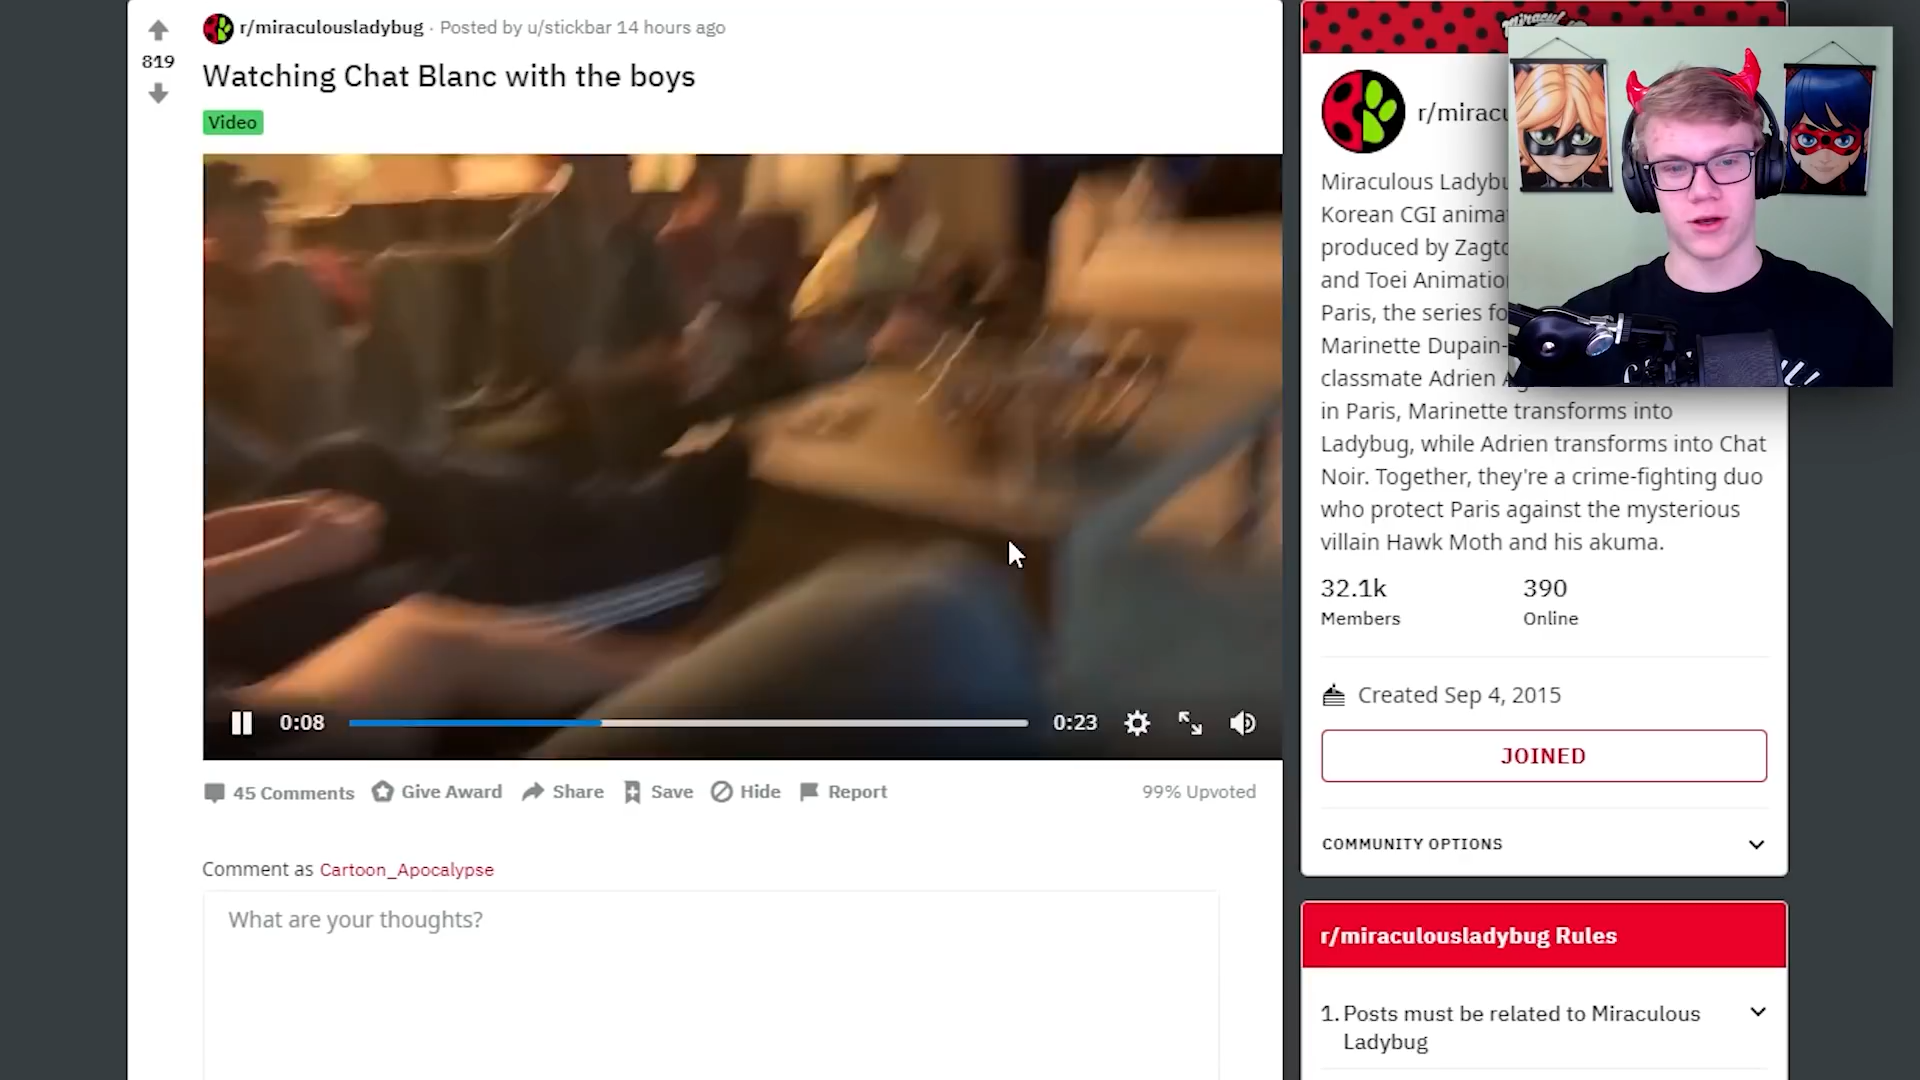 819
r/miraculousladybug · Posted by u/stickbar 14 hours ago
Watching Chat Blanc with the boys
Video
0:08
0:23
45 Comments
Give Award
Share
Save
Hide
Report
99% Upvoted
Comment as Cartoon_Apocalypse
What are your thoughts?
r/mirac
Miraculous Ladybu
Korean CGI anima
produced by Zagto
and Toei Animatio
Paris, the series fo
Marinette Dupain-
classmate Adrien
in Paris, Marinette transforms into
Ladybug, while Adrien transforms into Chat
Noir. Together, they're a crime-fighting duo
who protect Paris against the mysterious
villain Hawk Moth and his akuma.
32.1k
Members
390
Online
Created Sep 4, 2015
JOINED
COMMUNITY OPTIONS
r/miraculousladybug Rules
1. Posts must be related to Miraculous
Ladybug